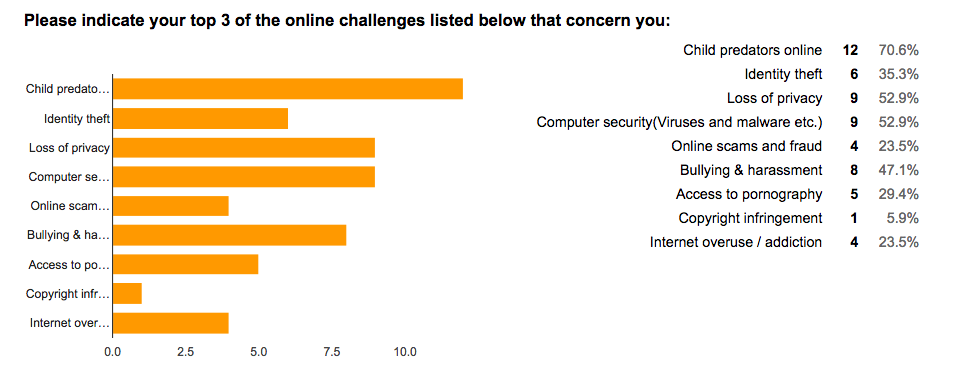 Please indicate your top 3 of the online challenges listed below that concern you:
Child predato...
Identity theft
Loss of privacy
Computer se...
Online scam...
Bullying & ha...
Access to po...
Copyright infr...
Internet over...
0.0 2.5 5.0 7.5 10.0
Child predators online 12 70.6%
Identity theft 6 35.3%
Loss of privacy 9 52.9%
Computer security(Viruses and malware etc.) 9 52.9%
Online scams and fraud 4 23.5%
Bullying & harassment 8 47.1%
Access to pornography 5 29.4%
Copyright infringement 1 5.9%
Internet overuse / addiction 4 23.5%